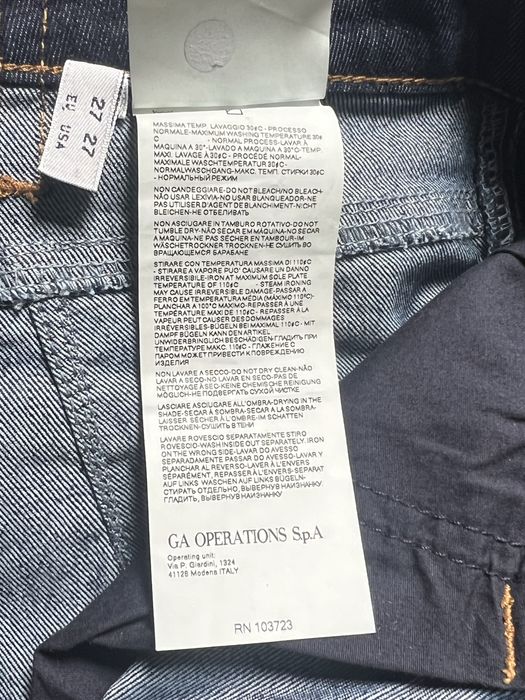 27 27
EU USA
MASSIMA TEMP. LAVAGGIO 30¢C - PROCESSO
NORMALE-MAXIMUM WASHING TEMPERATURE 30¢
C - NORMAL PROCESS-LAVAR À
MAQUINA A 30°-LAVADO A MAQUINA A 30°C-TEMP.
MAXI. LAVAGE À 30¢C - PROCÉDÉ NORMAL-
MAXIMALE WASCHTEMPERATUR 30¢C -
NORMALWASCHGANG-МАКС. ТЕМП. СТИРКИ 30¢C
- НОРМАЛЬНЫЙ РЕЖИМ
NON CANDEGGIARE-DO NOT BLEACH/NO BLEACH-
NÃO USAR LEXIVIA-NO USAR BLANQUEADOR-NE
PAS UTILISER D'AGENT DE BLANCHIMENT-NICHT
BLEICHEN-НЕ ОТБЕЛИВАТЬ
NON ASCIUGARE IN TAMBURO ROTATIVO-DO NOT
TUMBLE DRY-NÃO SECAR EM MÁQUINA-NO SECAR
A MAQUINA-NE PAS SÉCHER EN TAMBOUR-IM
WÄSCHETROCKNER TROCKNEN-НЕ СУШИТЬ ВО
ВРАЩАЮЩЕМСЯ БАРАБАНЕ
STIRARE CON TEMPERATURA MASSIMA DI 110¢C
- STIRARE A VAPORE PUO' CAUSARE UN DANNO
IRREVERSIBILE-IRON AT MAXIMUM SOLE PLATE
TEMPERATURE OF 110¢C - STEAM IRONING
MAY CAUSE IRREVERSIBLE DAMAGE-PASSAR A
FERRO EM TEMPERATURA MÉDIA (MÁXIMO 110ºC)-
PLANCHAR A 100°C MAXIMO-REPASSER À UNE
TEMPÉRATURE MAXI DE 110¢C - REPASSER À LA
VAPEUR PEUT CAUSER DES DOMMAGES
IRRÉVERSIBLES-BÜGELN BEI MAXIMAL 110¢C - MIT
DAMPF BÜGELN KANN DEN ARTIKEL
UNWIDERBRINGLICH BESCHÄDIGEN-ГЛАДИТЬ ПРИ
ТЕМПЕРАТУРЕ МАКС. 110¢C - ГЛАЖЕНИЕ С
ПАРОМ МОЖЕТ ПРИВЕСТИ К ПОВРЕЖДЕНИЮ
ИЗДЕЛИЯ
NON LAVARE A SECCO-DO NOT DRY CLEAN-NÃO
LAVAR A SECO-NO LAVAR EN SECO-PAS DE
NETTOYAGE À SEC-KEINE CHEMISCHE REINIGUNG
MÖGLICH-НЕ ПОДВЕРГАТЬ СУХОЙ ЧИСТКЕ
LASCIARE ASCIUGARE ALL'OMBRA-DRYING IN THE
SHADE-SECAR À SOMBRA-SECAR A LA SOMBRA-
LAISSER SÉCHER À L'OMBRE-IM SCHATTEN
TROCKNEN-СУШИТЬ В ТЕНИ
LAVARE ROVESCIO SEPARATAMENTE STIRO
ROVESCIO-WASH INSIDE OUT SEPARATELY, IRON
ON THE WRONG SIDE-LAVAR DO AVESSO
SEPARADAMENTE PASSAR DO AVESSO-LAVAR Y
PLANCHAR AL REVERSO-LAVER À L'ENVERS
SÉPARÉMENT, REPASSER À L'ENVERS-SEPARAT
AUF LINKS WASCHEN AUF LINKS BÜGELN-
СТИРАТЬ ОТДЕЛЬНО, ВЫВЕРНУВ НАИЗНАНКУ
ГЛАДИТЬ, ВЫВЕРНУВ НАИЗНАНКУ
GA OPERATIONS S.p.A
Operating unit:
Via P. Giardini, 1324
41126 Modena ITALY
RN 103723